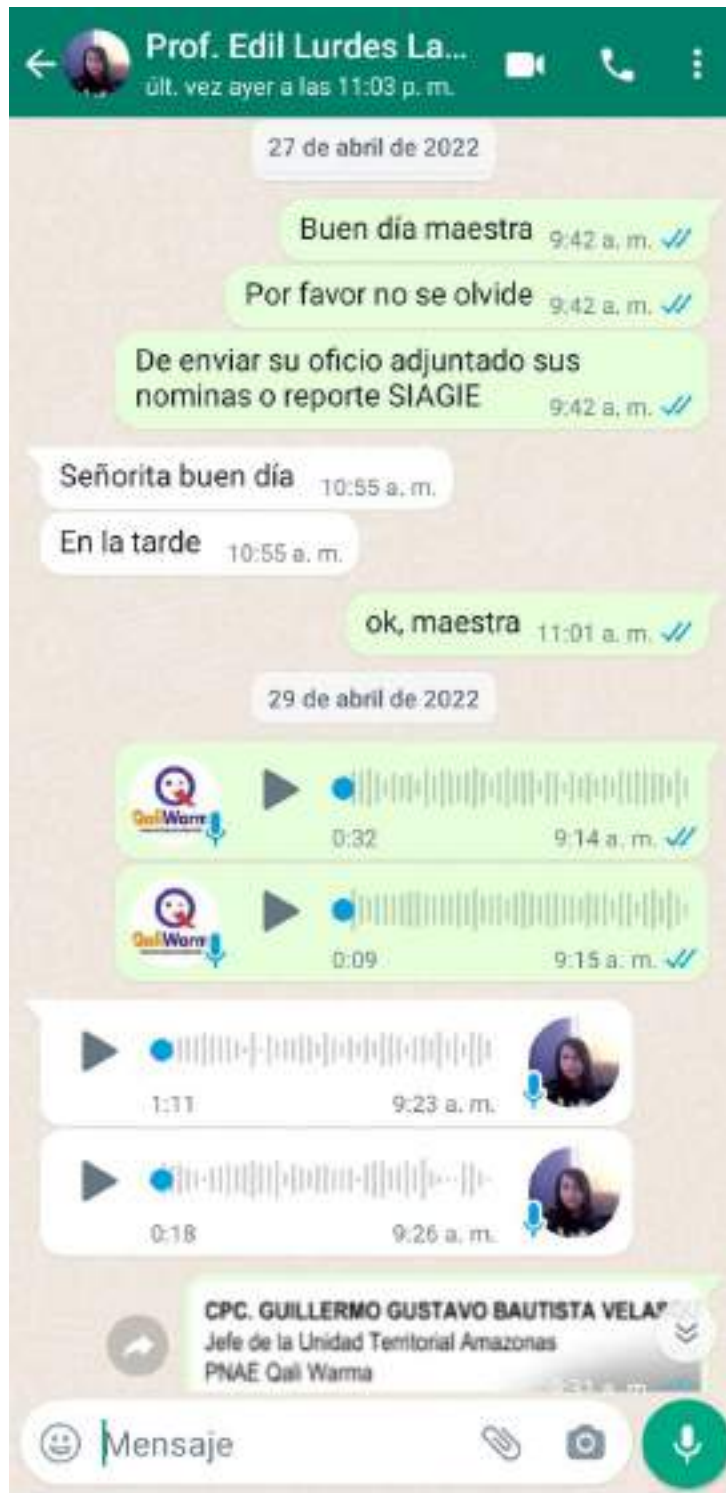 Prof. Edil Lurdes La...
últ. vez ayer a las 11:03 p. m.
27 de abril de 2022
Buen día maestra 9:42 a. m.
Por favor no se olvide 9:42 a. m.
De enviar su oficio adjuntado sus
nominas o reporte SIAGIE 9:42 a. m.
Señorita buen día 10:55 a. m.
En la tarde 10:55 a. m.
ok, maestra 11:01 a. m.
29 de abril de 2022
QaliWarma
0:32 9:14 a. m.
QaliWarma
0:09 9:15 a. m.
1:11 9:23 a. m.
0:18 9:26 a. m.
CPC. GUILLERMO GUSTAVO BAUTISTA
Jefe de la Unidad Territorial Amazonas
PNAE Qali Warma
Mensaje